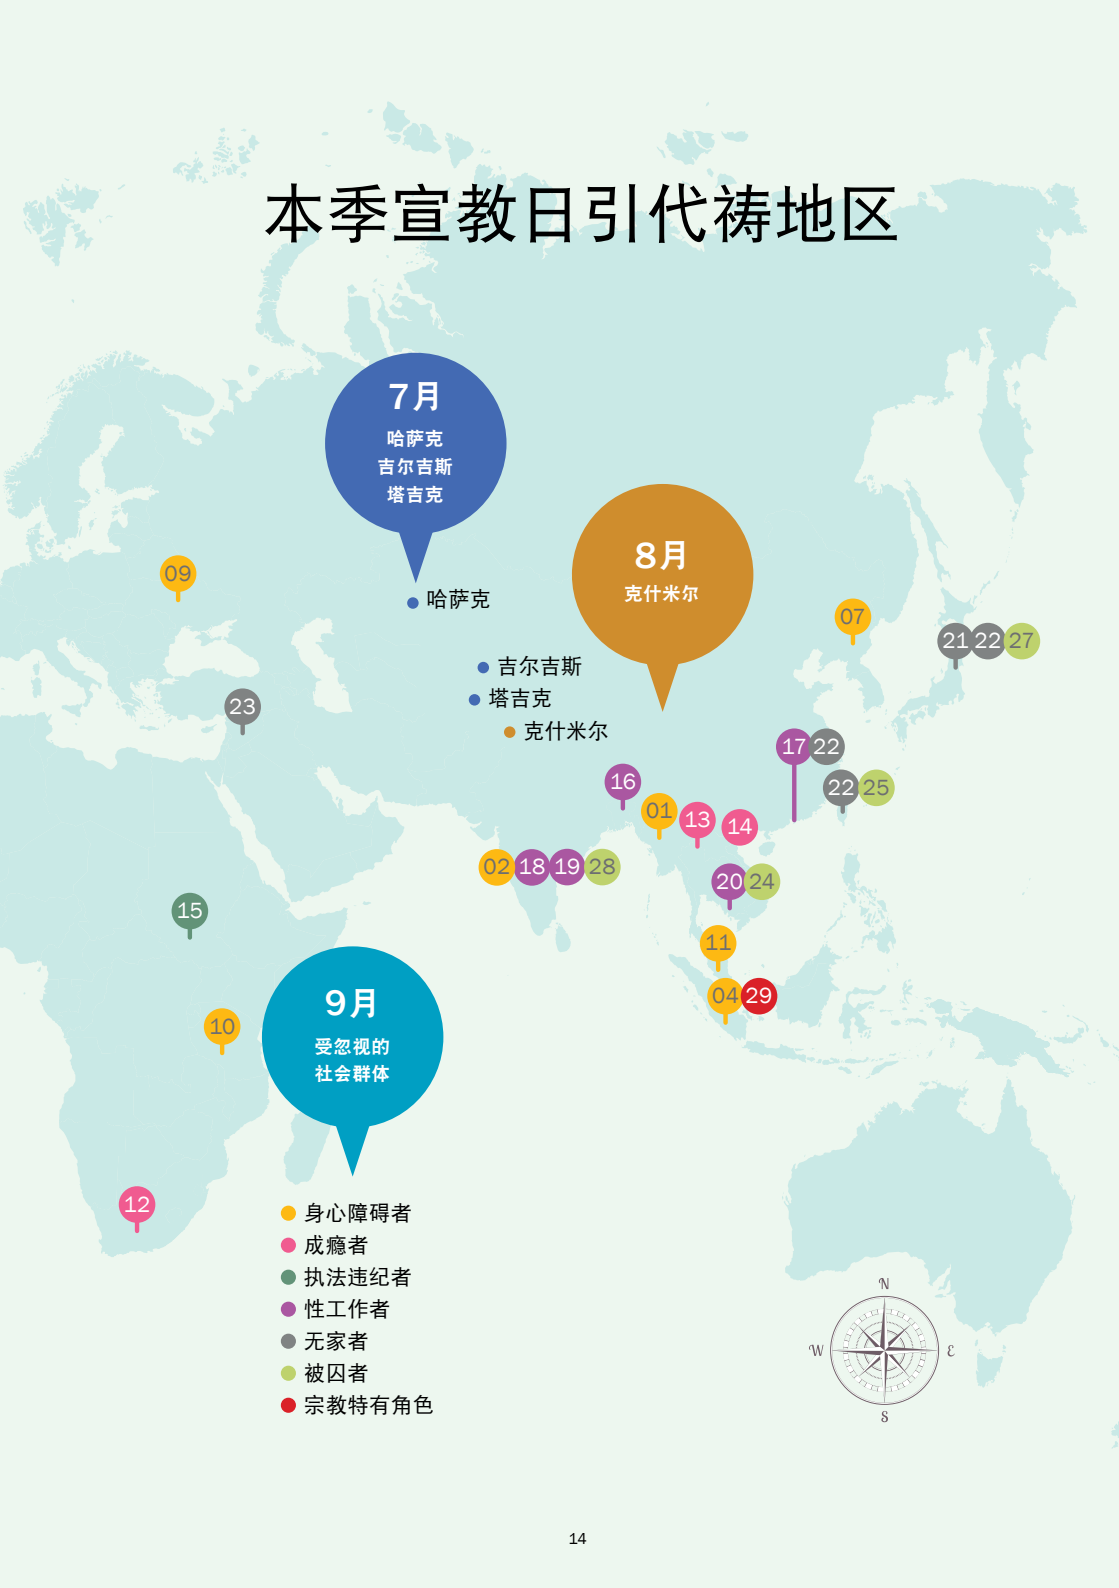 本季宣教日引代祷地区
7月
哈萨克
吉尔吉斯
塔吉克
8月
克什米尔
09
哈萨克
07
21 22 27
吉尔吉斯
塔吉克
23
克什米尔
17 22
16
22 25
01
13
14
02 18 19 28
20 24
15
11
04 29
9月
受忽视的
社会群体
10
12
身心障碍者
成瘾者
执法违纪者
性工作者
无家者
被囚者
宗教特有角色
N
W
E
S
14